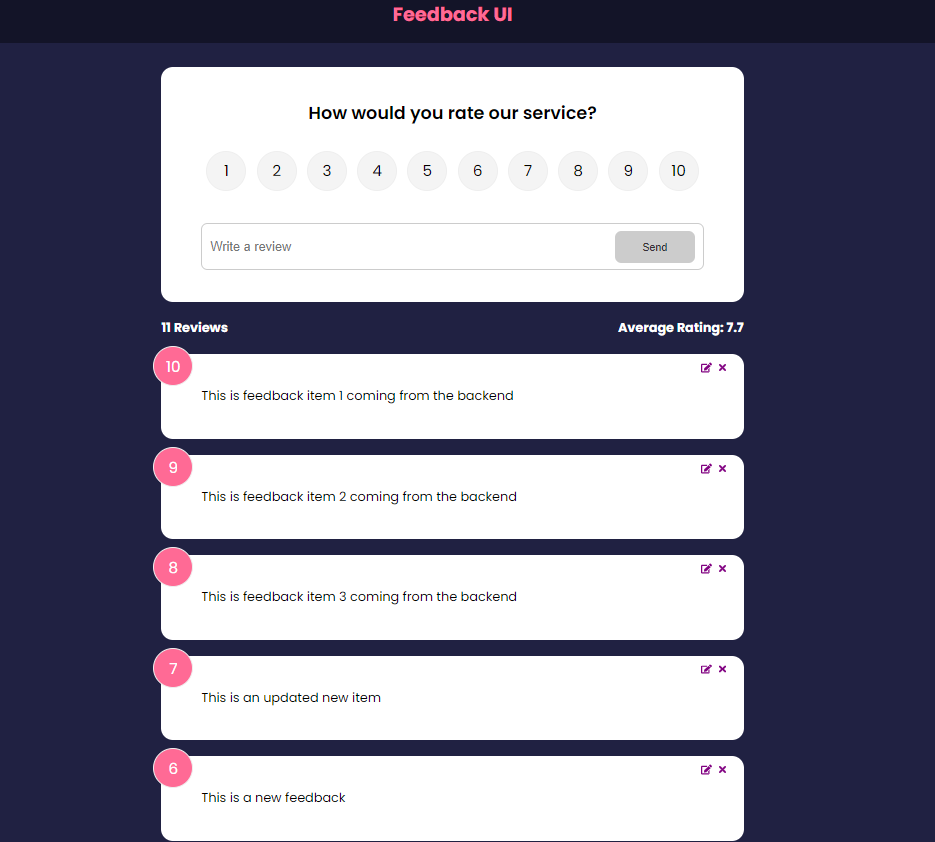 Feedback UI
How would you rate our service?
1 2 3 4 5 6 7 8 9 10
Write a review Send
11 Reviews Average Rating: 7.7
10
This is feedback item 1 coming from the backend
9
This is feedback item 2 coming from the backend
8
This is feedback item 3 coming from the backend
7
This is an updated new item
6
This is a new feedback